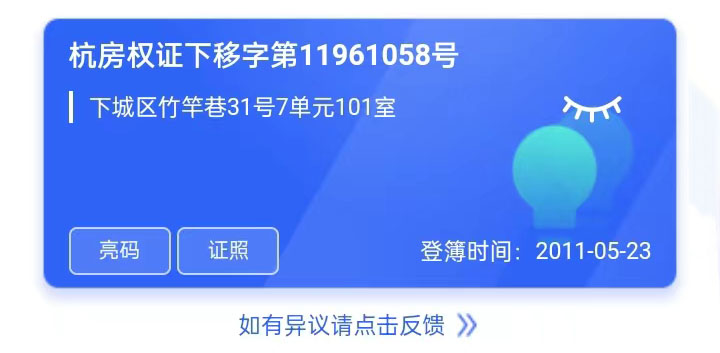 杭房权证下移字第11961058号
下城区竹竿巷31号7单元101室
亮码 证照 登簿时间：2011-05-23
如有异议请点击反馈